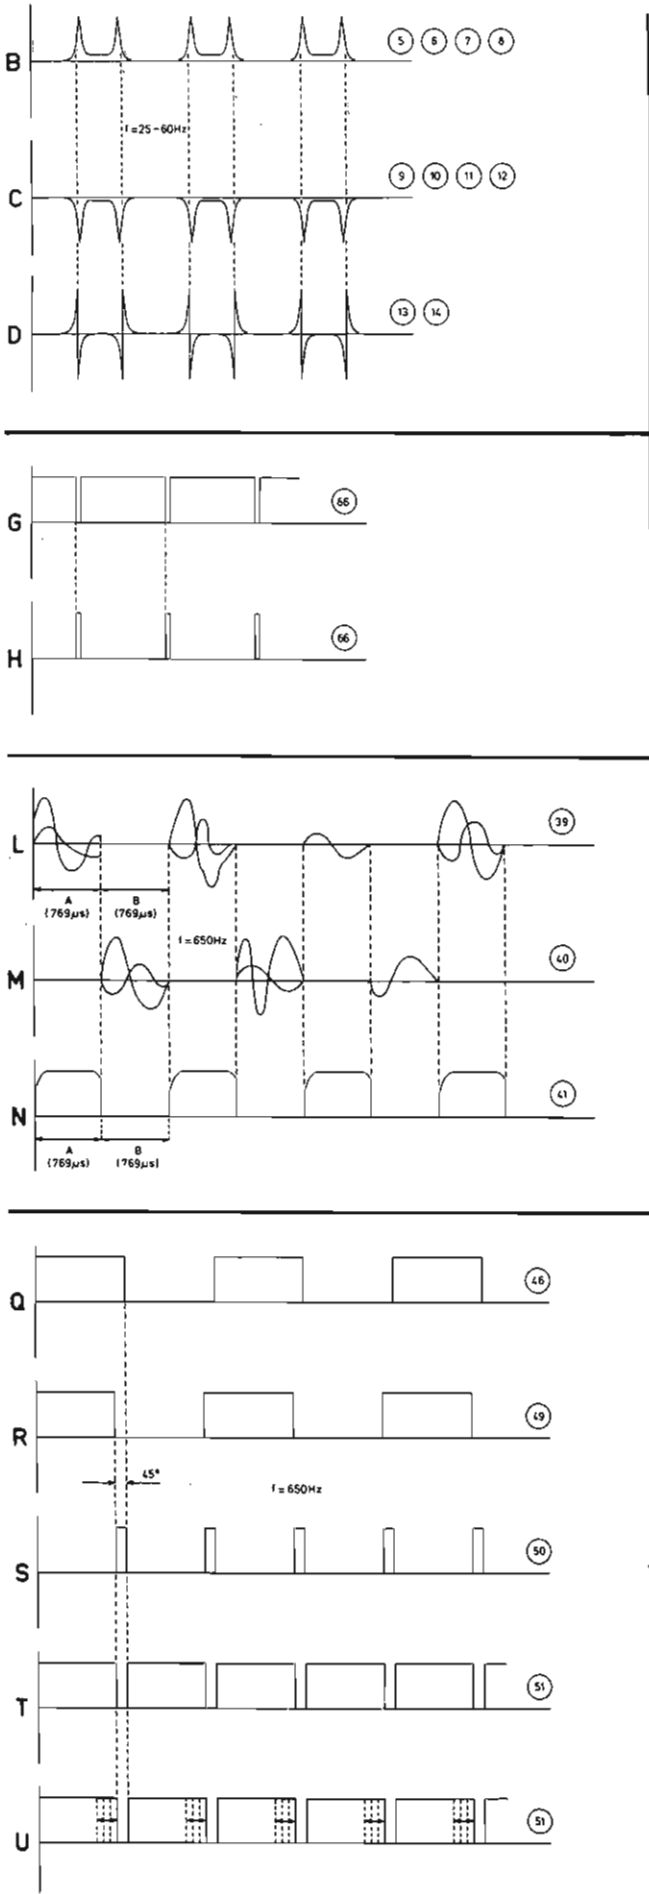 B 5 6 7 8
f=25-60Hz
C 9 10 11 12
D 13 14
G 66
H 66
L 39
A B
(769µs) (769µs)
f=650Hz
M 40
N 41
A B
(769µs) (769µs)
Q 46
R 49
45°
f=650Hz
S 50
T 51
U 51